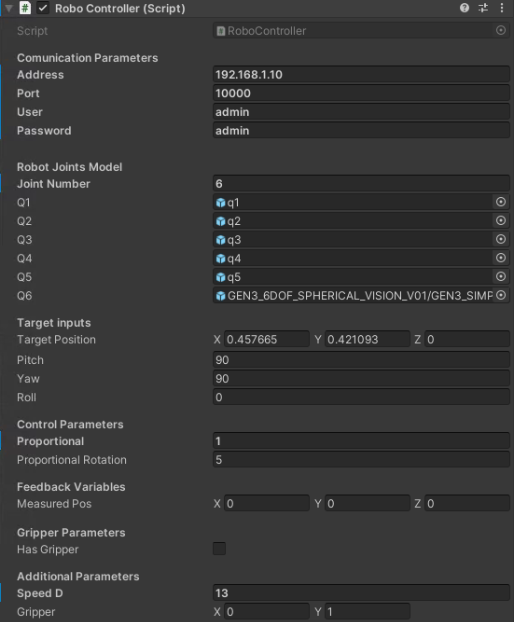 Robo Controller (Script)
Script RoboController
Comunication Parameters
Address 192.168.1.10
Port 10000
User admin
Password admin
Robot Joints Model
Joint Number 6
Q1 q1
Q2 q2
Q3 q3
Q4 q4
Q5 q5
Q6 GEN3_6DOF_SPHERICAL_VISION_V01/GEN3_SIMP
Target inputs
Target Position X 0.457665 Y 0.421093 Z 0
Pitch 90
Yaw 90
Roll 0
Control Parameters
Proportional 1
Proportional Rotation 5
Feedback Variables
Measured Pos X 0 Y 0 Z 0
Gripper Parameters
Has Gripper
Additional Parameters
Speed D 13
Gripper X 0 Y 1